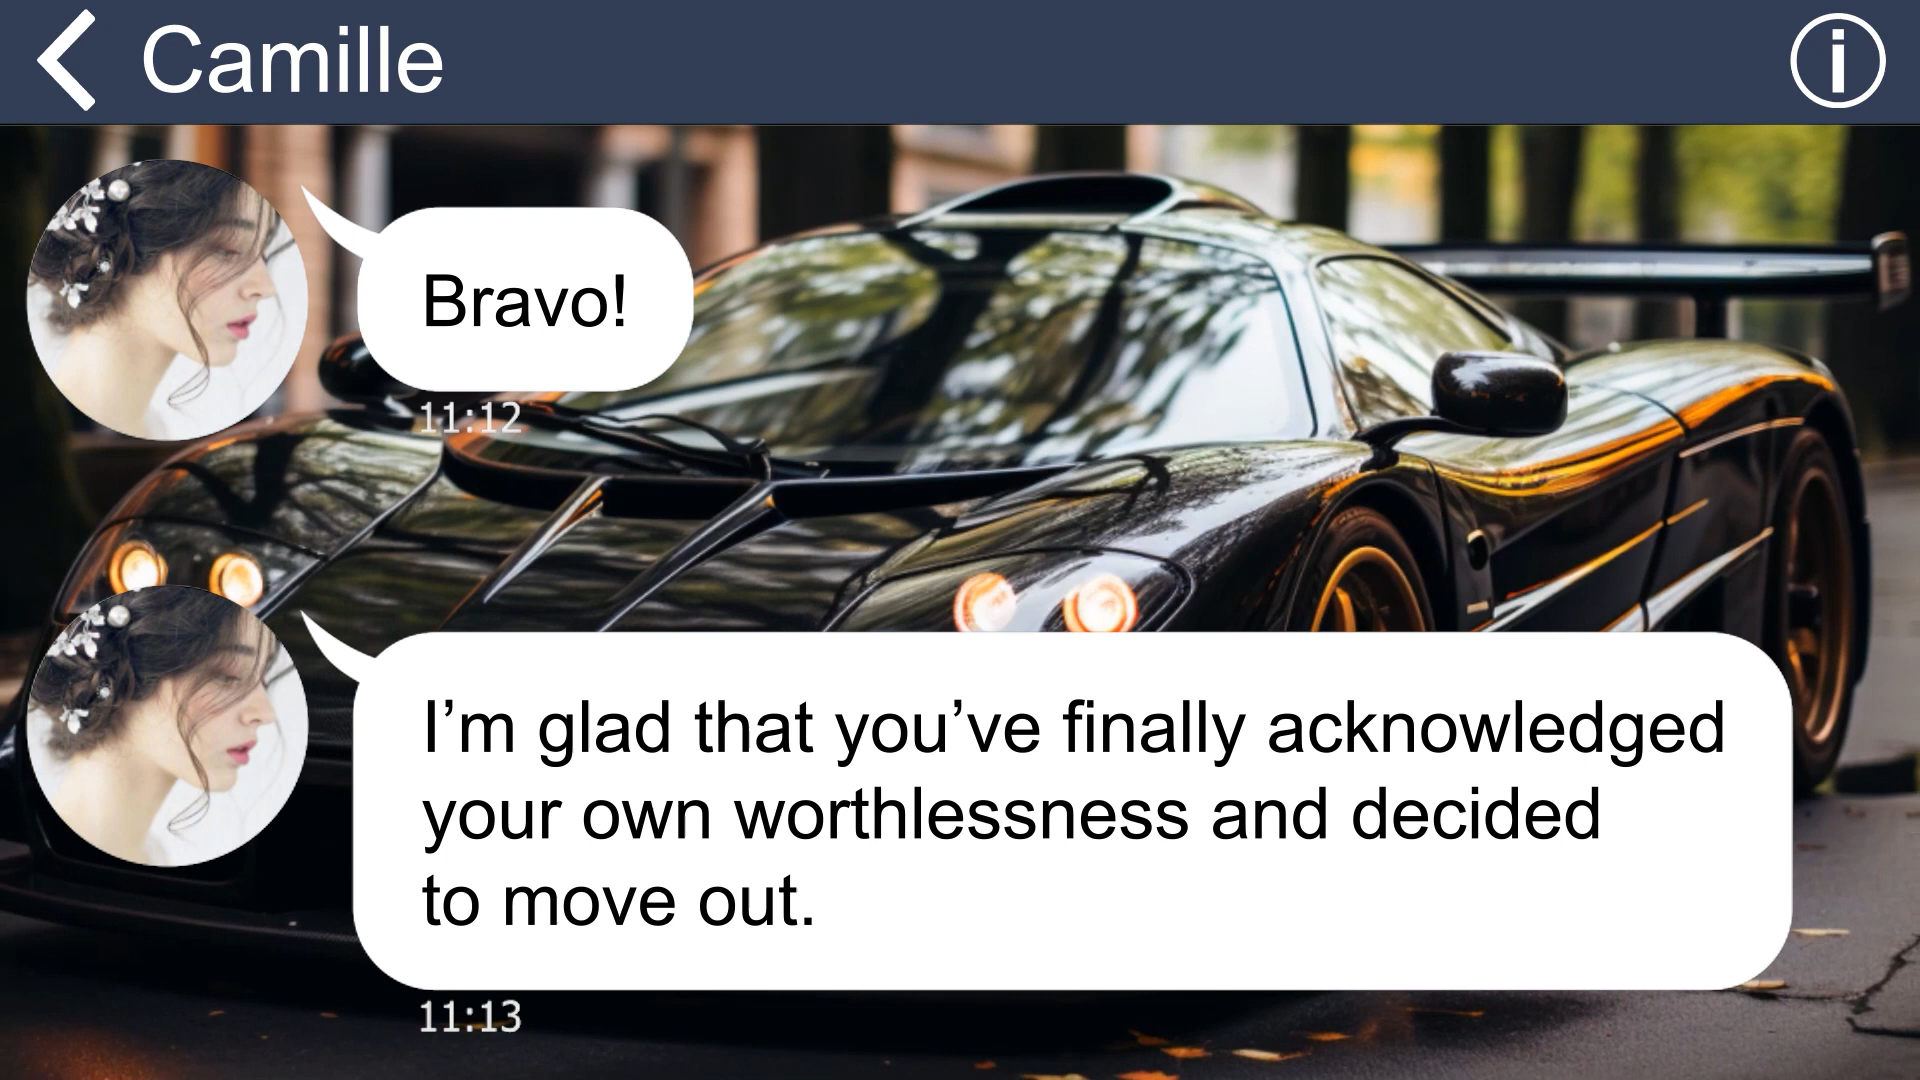 Camille
Bravo!
11:12
I’m glad that you’ve finally acknowledged
your own worthlessness and decided
to move out.
11:13